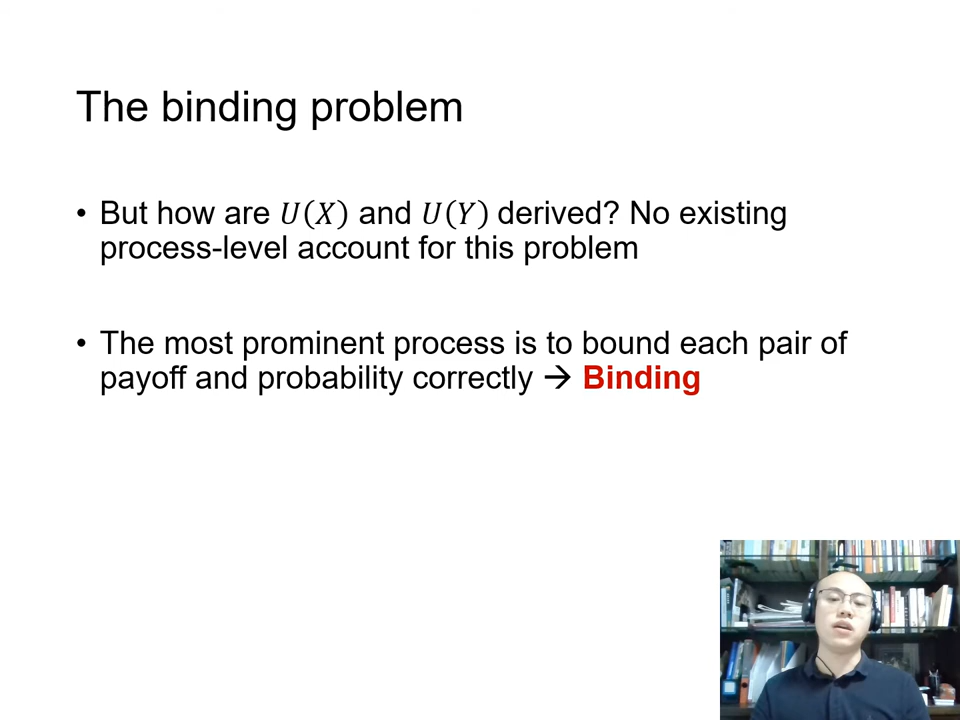 The binding problem
• But how are U(X) and U(Y) derived? No existing
process-level account for this problem
• The most prominent process is to bound each pair of
payoff and probability correctly → Binding